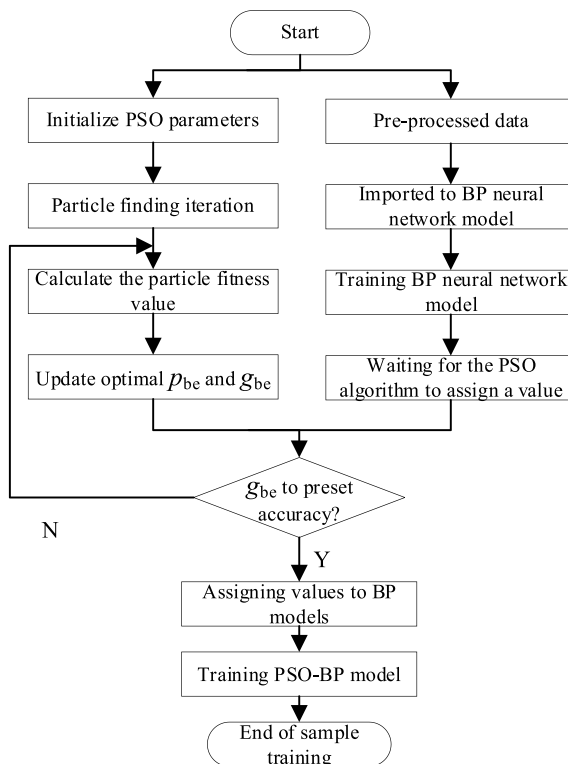 Start
Initialize PSO parameters
Particle finding iteration
Calculate the particle fitness
value
Update optimal pbe and gbe
Pre-processed data
Imported to BP neural
network model
Training BP neural network
model
Waiting for the PSO
algorithm to assign a value
gbe to preset
accuracy?
N
Y
Assigning values to BP
models
Training PSO-BP model
End of sample
training